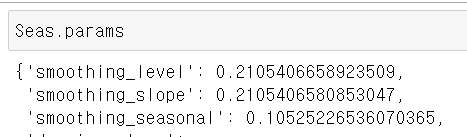 Seas.params
{'smoothing_level': 0.2105406658923509,
'smoothing_slope': 0.2105406580853047,
'smoothing_seasonal': 0.10525226536070365,